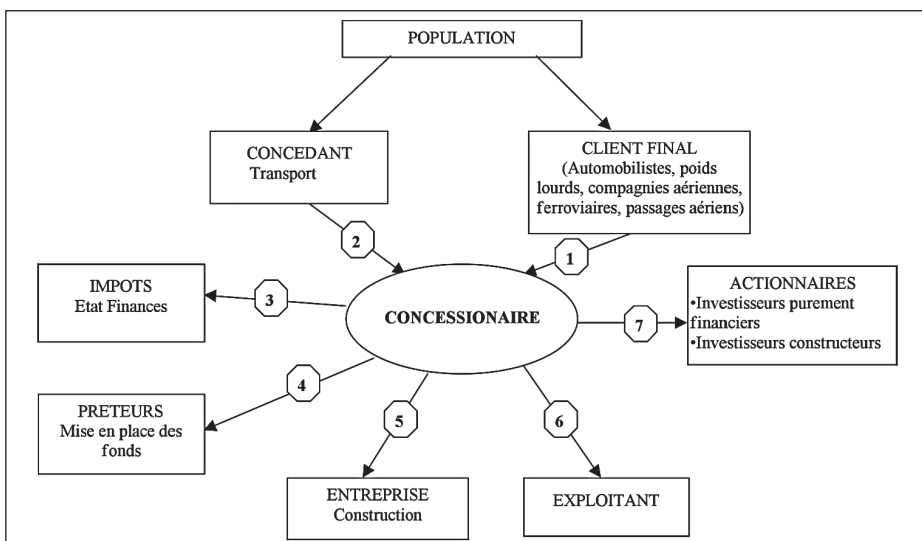 POPULATION
CONCEDANT
Transport
CLIENT FINAL
(Automobilistes, poids
lourds, compagnies aériennes,
ferroviaires, passages aériens)
2
1
IMPOTS
Etat Finances
3
CONCESSIONAIRE
7
ACTIONNAIRES
•Investisseurs purement
financiers
•Investisseurs constructeurs
4
PRETEURS
Mise en place des
fonds
5
6
ENTREPRISE
Construction
EXPLOITANT